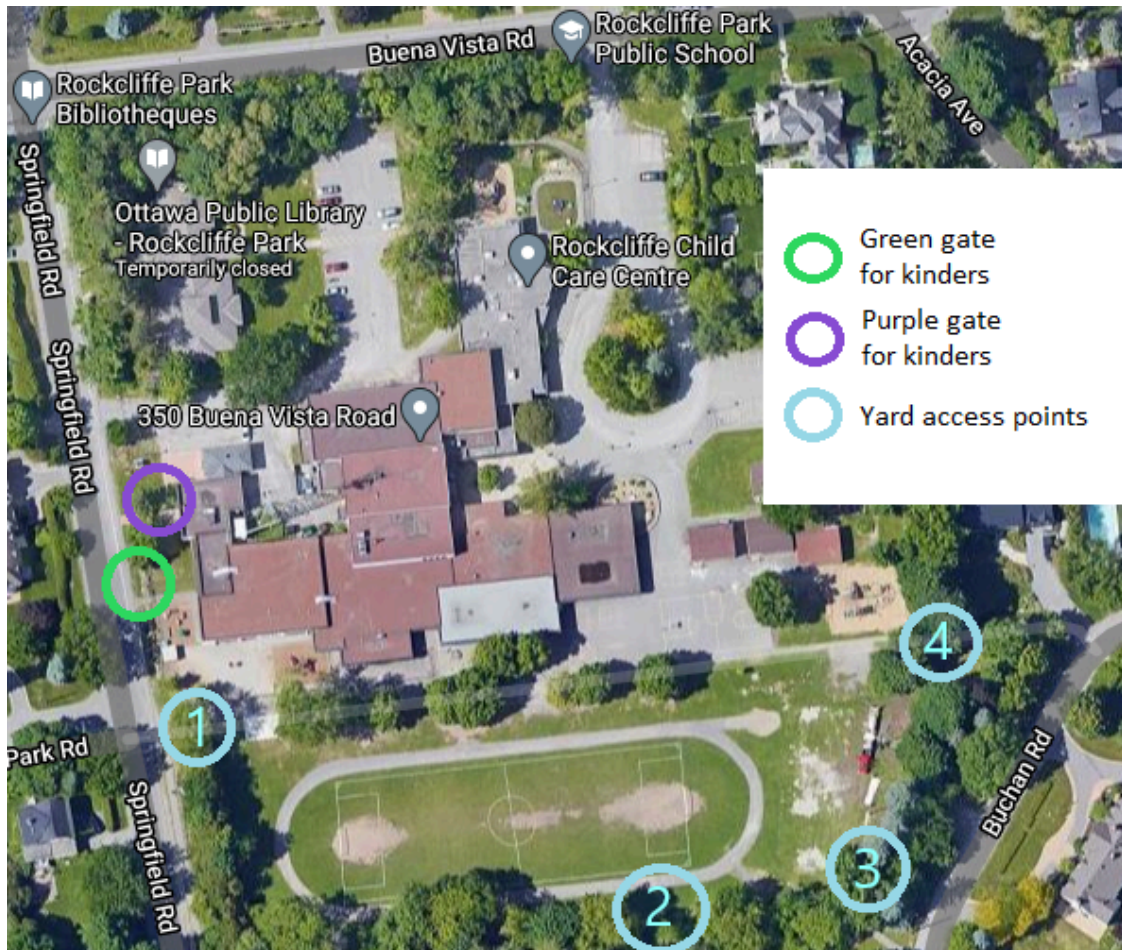 Buena Vista Rd
Rockcliffe Park
Public School
Acacia Ave
Rockcliffe Park
Bibliotheques
Springfield Rd
Ottawa Public Library
- Rockcliffe Park
Temporarily closed
Rockcliffe Child
Care Centre
Green gate
for kinders
Purple gate
for kinders
Yard access points
Springfield Rd
350 Buena Vista Road
4
1
Park Rd
Buchan Rd
Springfield Rd
3
2